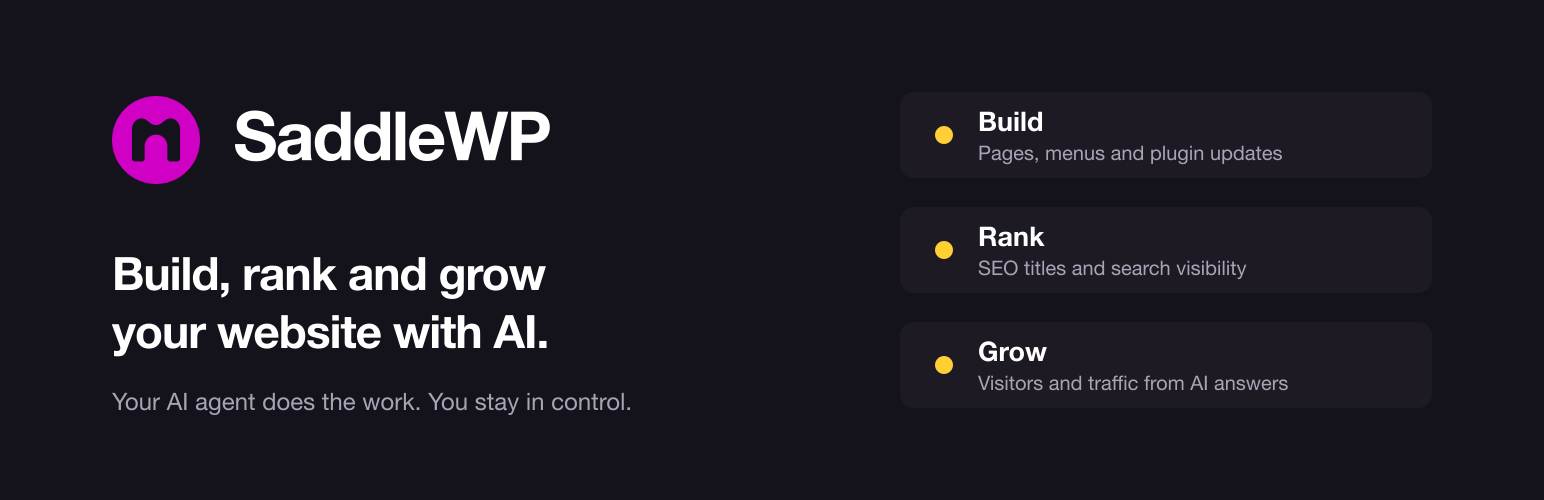 SaddleWP
Build, rank and grow
your website with AI.
Your AI agent does the work. You stay in control.
Build
Pages, menus and plugin updates
Rank
SEO titles and search visibility
Grow
Visitors and traffic from AI answers